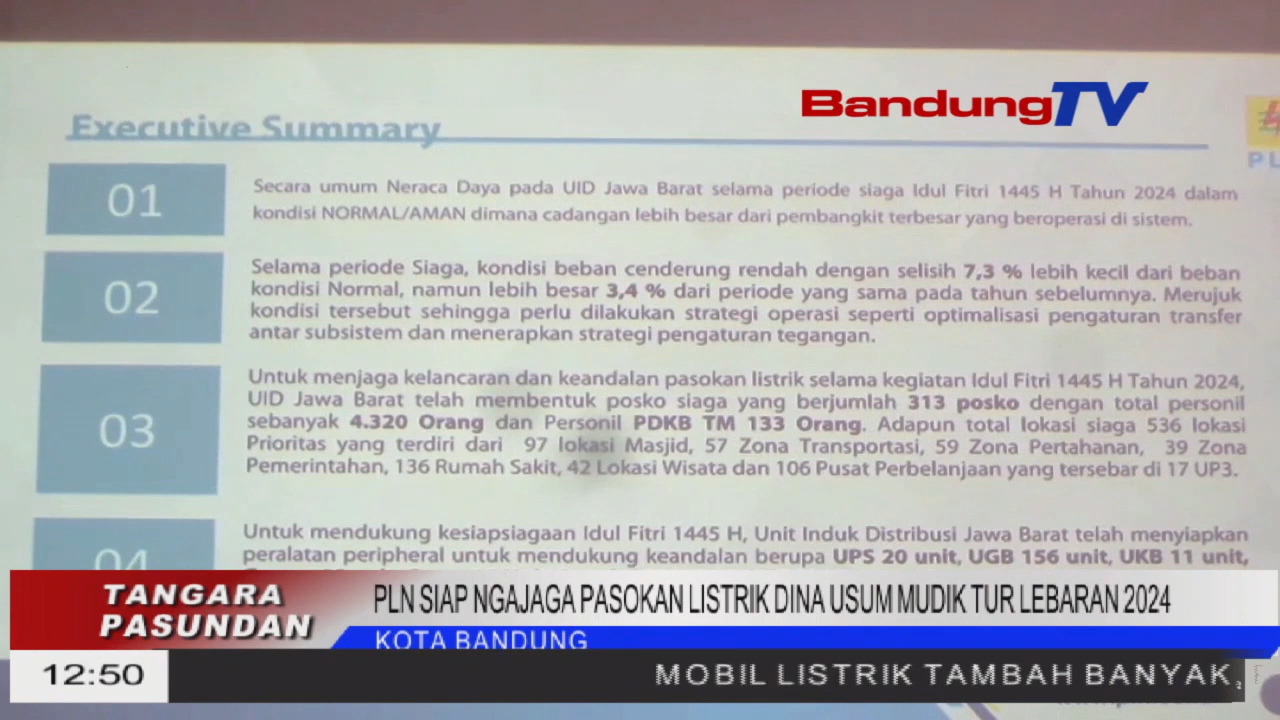 BandungTV
Executive Summary
PL
01
Secara umum Neraca Daya pada UID Jawa Barat selama periode siaga Idul Fitri 1445 H Tahun 2024 dalam
kondisi NORMAL/AMAN dimana cadangan lebih besar dari pembangkit terbesar yang beroperasi di sistem.
02
Selama periode Siaga, kondisi beban cenderung rendah dengan selisih 7,3 % lebih kecil dari beban
kondisi Normal, namun lebih besar 3,4 % dari periode yang sama pada tahun sebelumnya. Merujuk
kondisi tersebut sehingga perlu dilakukan strategi operasi seperti optimalisasi pengaturan transfer
antar subsistem dan menerapkan strategi pengaturan tegangan.
03
Untuk menjaga kelancaran dan keandalan pasokan listrik selama kegiatan Idul Fitri 1445 H Tahun 2024,
UID Jawa Barat telah membentuk posko siaga yang berjumlah 313 posko dengan total personil
sebanyak 4.320 Orang dan Personil PDKB TM 133 Orang. Adapun total lokasi siaga 536 lokasi
Prioritas yang terdiri dari 97 lokasi Masjid, 57 Zona Transportasi, 59 Zona Pertahanan, 39 Zona
Pemerintahan, 136 Rumah Sakit, 42 Lokasi Wisata dan 106 Pusat Perbelanjaan yang tersebar di 17 UP3.
04
Untuk mendukung kesiapsiagaan Idul Fitri 1445 H, Unit Induk Distribusi Jawa Barat telah menyiapkan
peralatan peripheral untuk mendukung keandalan berupa UPS 20 unit, UGB 156 unit, UKB 11 unit,
TANGARA
PASUNDAN
PLN SIAP NGAJAGA PASOKAN LISTRIK DINA USUM MUDIK TUR LEBARAN 2024
KOTA BANDUNG
12:50
MOBIL LISTRIK TAMBAH BANYAK,